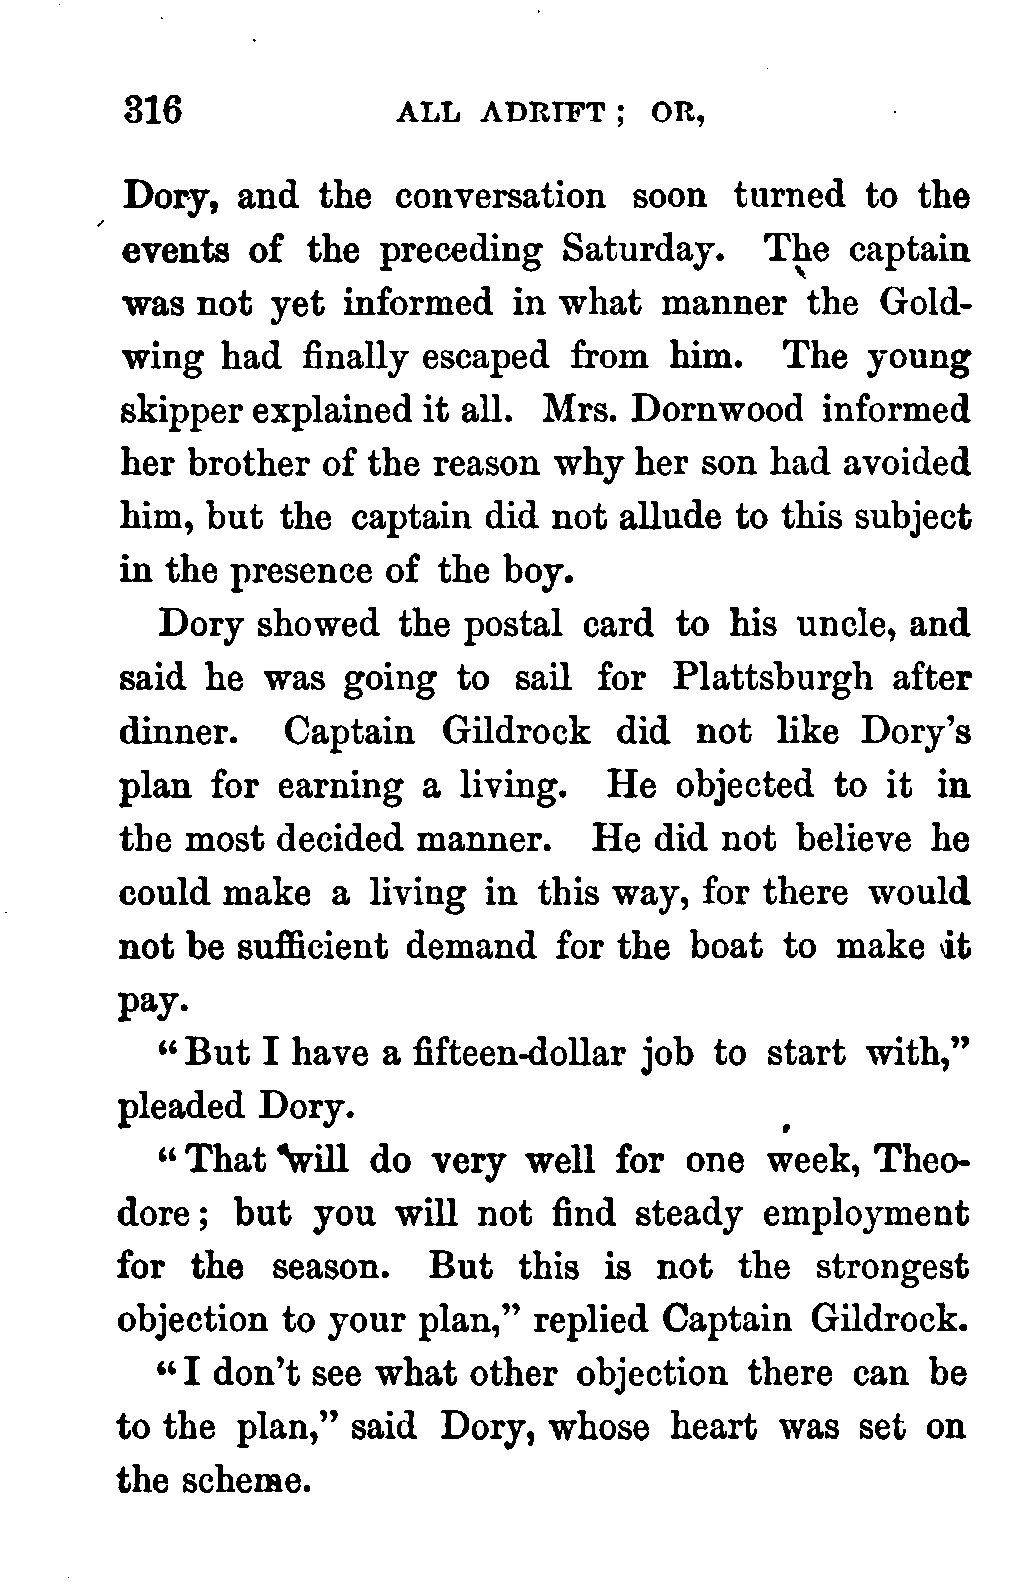 316 ALL ADRIFT; OR,
Dory, and the conversation soon turned to the
events of the preceding Saturday. The captain
was not yet informed in what manner the Gold-
wing had finally escaped from him. The young
skipper explained it all. Mrs. Dornwood informed
her brother of the reason why her son had avoided
him, but the captain did not allude to this subject
in the presence of the boy.
Dory showed the postal card to his uncle, and
said he was going to sail for Plattsburgh after
dinner. Captain Gildrock did not like Dory's
plan for earning a living. He objected to it in
the most decided manner. He did not believe he
could make a living in this way, for there would
not be sufficient demand for the boat to make it
pay.
"But I have a fifteen-dollar job to start with,"
pleaded Dory.
"That will do very well for one week, Theo-
dore; but you will not find steady employment
for the season. But this is not the strongest
objection to your plan," replied Captain Gildrock.
"I don't see what other objection there can be
to the plan," said Dory, whose heart was set on
the scheme.